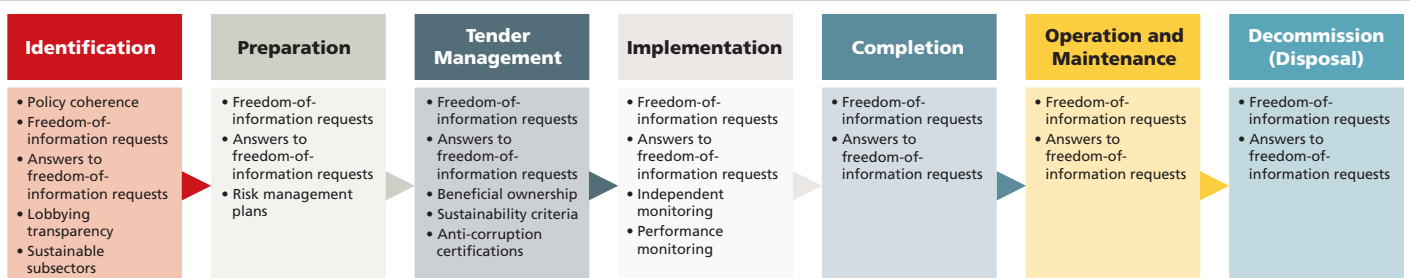 Identification
• Policy coherence
• Freedom-of-
information requests
• Answers to
freedom-of-
information requests
• Lobbying
transparency
• Sustainable
subsectors
Preparation
• Freedom-of-
information requests
• Answers to
freedom-of-
information requests
• Risk management
plans
Tender
Management
• Freedom-of-
information requests
• Answers to
freedom-of-
information requests
• Beneficial ownership
• Sustainability criteria
• Anti-corruption
certifications
Implementation
• Freedom-of-
information requests
• Answers to
freedom-of-
information requests
• Independent
monitoring
• Performance
monitoring
Completion
• Freedom-of-
information requests
• Answers to
freedom-of-
information requests
Operation and
Maintenance
• Freedom-of-
information requests
• Answers to
freedom-of-
information requests
Decommission
(Disposal)
• Freedom-of-
information requests
• Answers to
freedom-of-
information requests